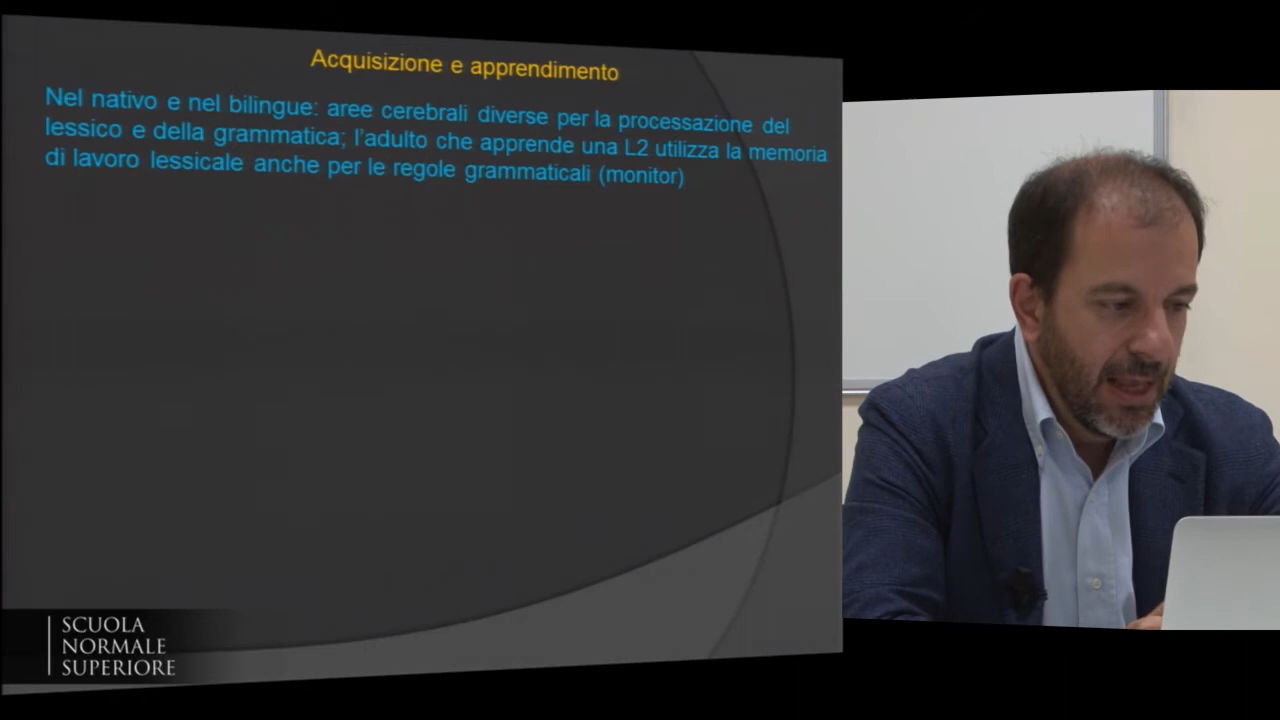 Acquisizione e apprendimento
Nel nativo e nel bilingue: aree cerebrali diverse per la processazione del
lessico e della grammatica; l’adulto che apprende una L2 utilizza la memoria
di lavoro lessicale anche per le regole grammaticali (monitor)
SCUOLA
NORMALE
SUPERIORE